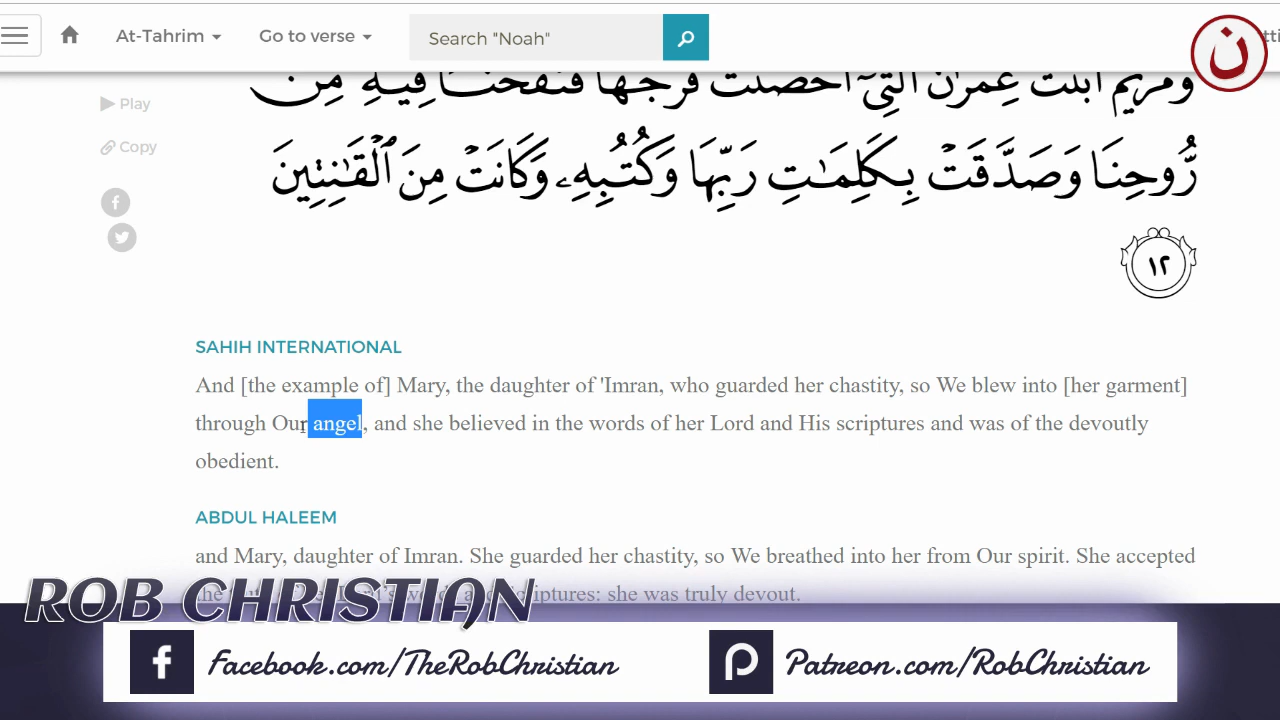 At-Tahrim
Go to verse
Search "Noah"
Play
Copy
رُّوحِنَا وَصَدَّقَتْ بِكَلِمَٰتِ رَبِّهَا وَكُتُبِهِۦ وَكَانَتْ مِنَ ٱلْقَٰنِتِينَ
١٢
SAHIH INTERNATIONAL
And [the example of] Mary, the daughter of 'Imran, who guarded her chastity, so We blew into [her garment]
through Our angel, and she believed in the words of her Lord and His scriptures and was of the devoutly
obedient.
ABDUL HALEEM
and Mary, daughter of Imran. She guarded her chastity, so We breathed into her from Our spirit. She accepted
she was truly devout.
ROB CHRISTIAN
Facebook.com/TheRobChristian
Patreon.com/RobChristian
ن